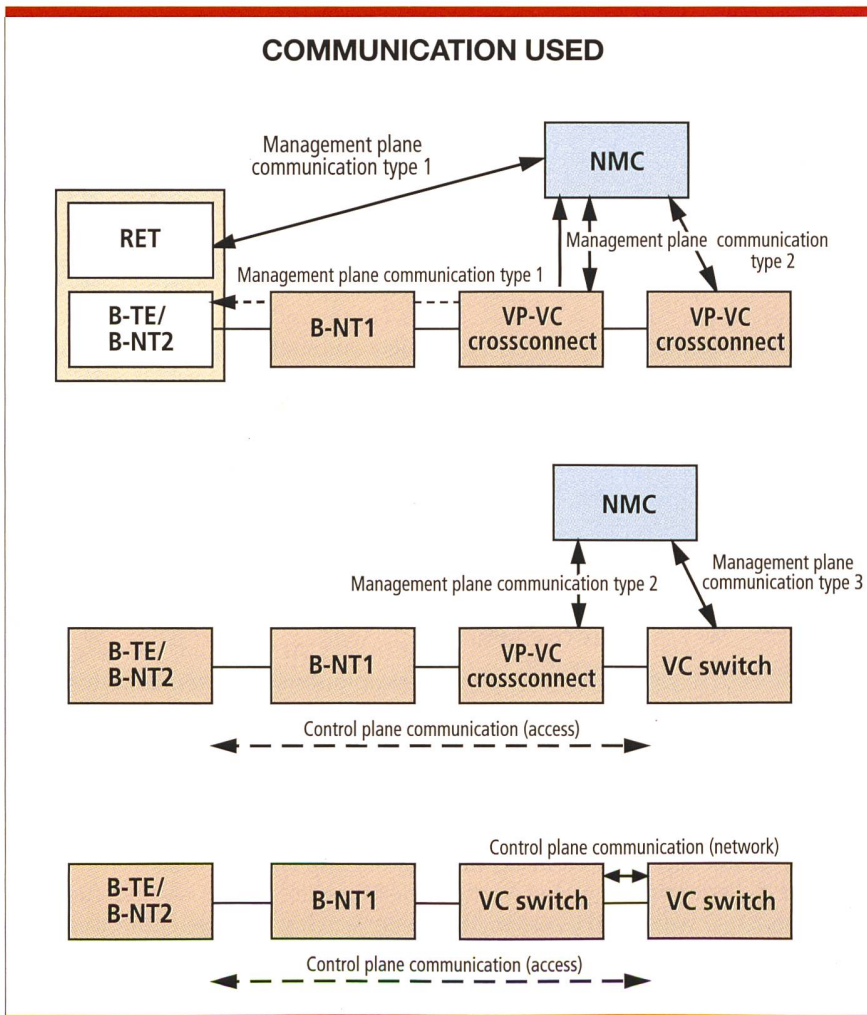 COMMUNICATION USED
Management plane
communication type 1
NMC
RET
Management plane communication
type 2
Management plane communication type 1
B-TE/
B-NT2
B-NT1
VP-VC
crossconnect
VP-VC
crossconnect
NMC
Management plane communication type 2
Management plane
communication type 3
B-TE/
B-NT2
B-NT1
VP-VC
crossconnect
VC switch
Control plane communication (access)
Control plane communication (network)
B-TE/
B-NT2
B-NT1
VC switch
VC switch
Control plane communication (access)